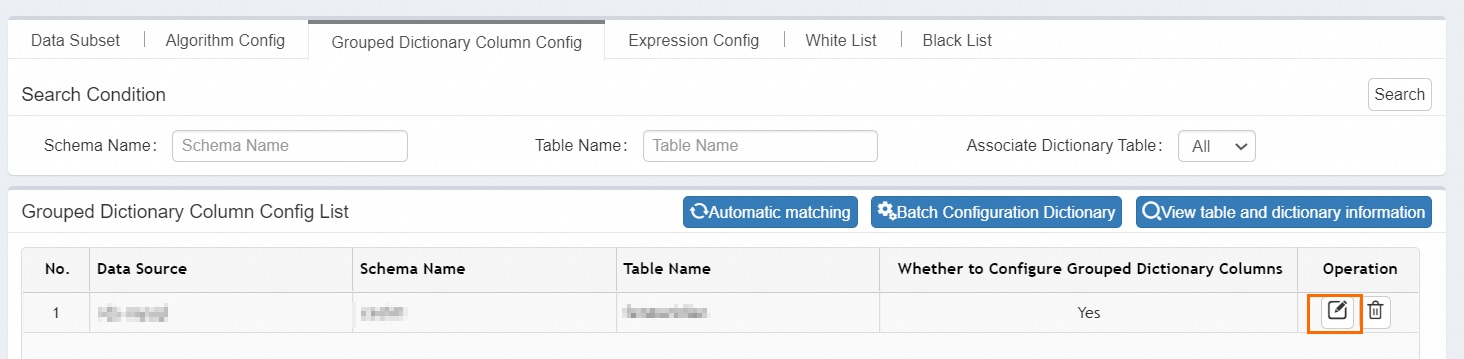 Data Subset Algorithm Config Grouped Dictionary Column Config Expression Config White List Black List
Search Condition Search
Schema Name: Schema Name Table Name: Table Name Associate Dictionary Table: All
Grouped Dictionary Column Config List Automatic matching Batch Configuration Dictionary View table and dictionary information
No. Data Source Schema Name Table Name Whether to Configure Grouped Dictionary Columns Operation
1 Yes